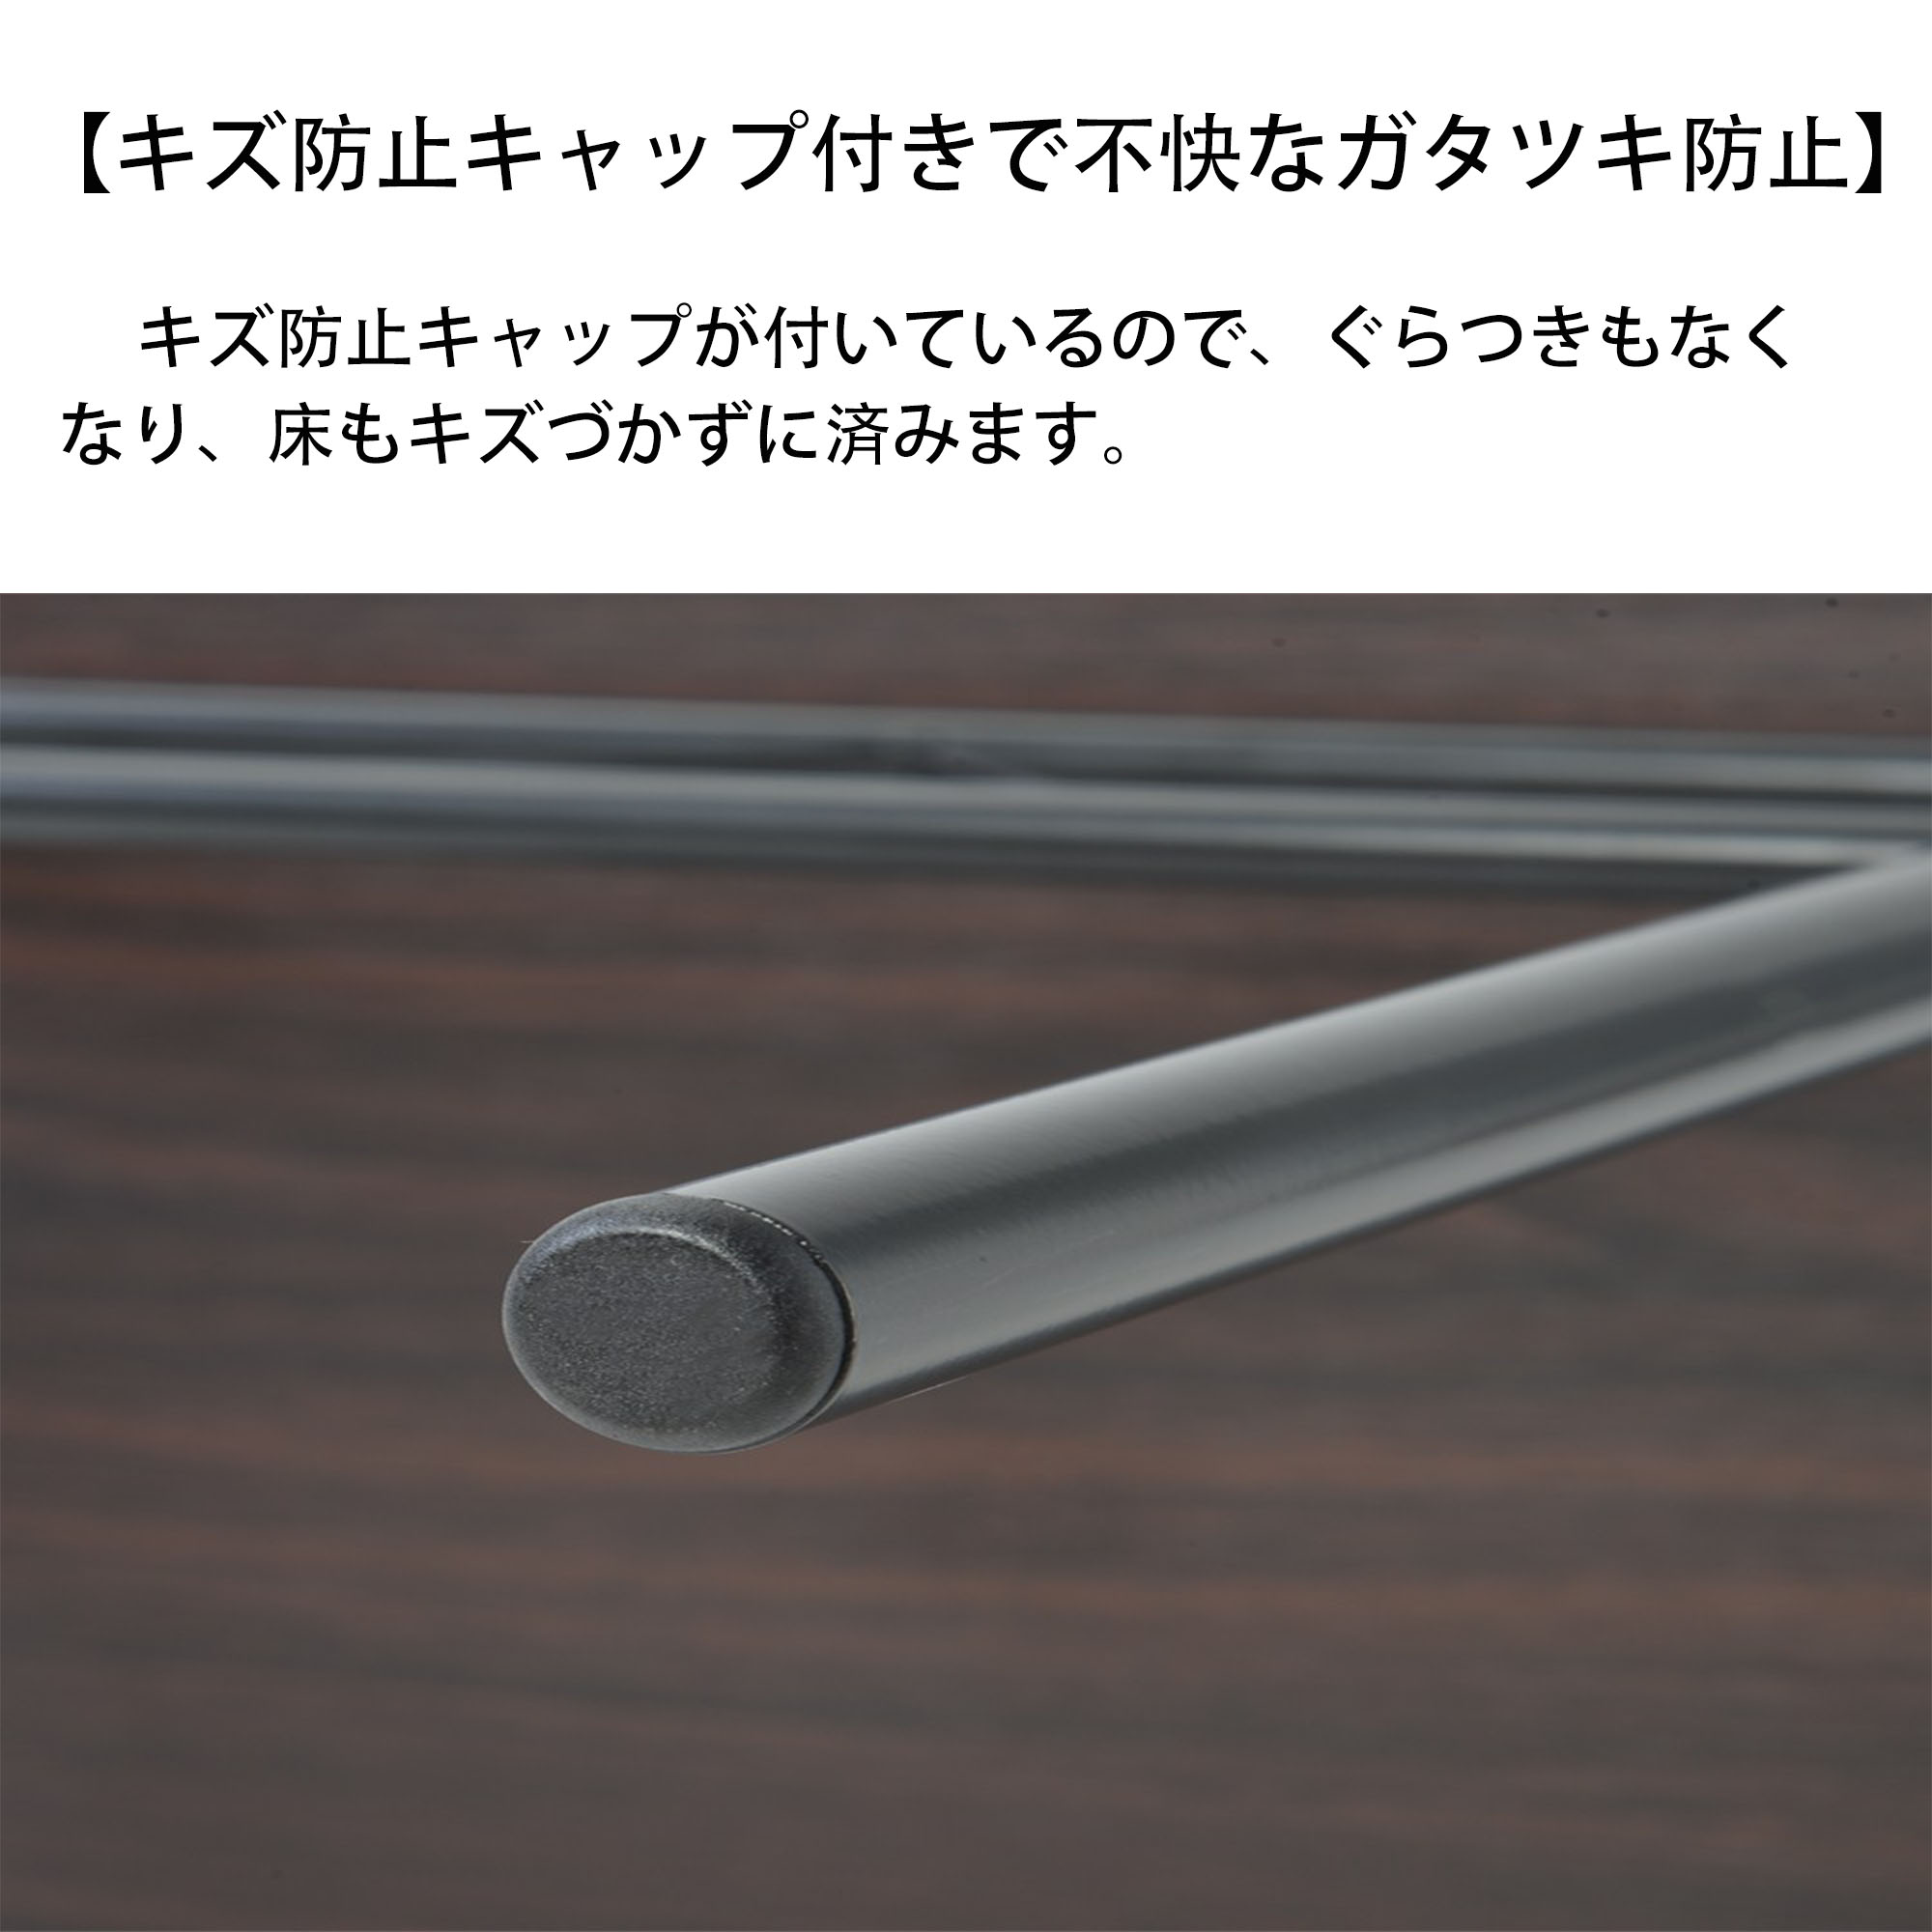 【キズ防止キャップ付きで不快なガタツキ防止】
キズ防止キャップが付いているので、ぐらつきもなく
なり、床もキズづかずに済みます。